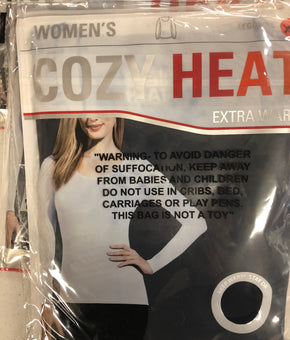 WOMEN'S
COZY HEAT
EXTRA WAR
"WARNING- TO AVOID DANGER
OF SUFFOCATION, KEEP AWAY
FROM BABIES AND CHILDREN
DO NOT USE IN CRIBS, BED,
CARRIAGES OR PLAY PENS.
THIS BAG IS NOT A TOY"